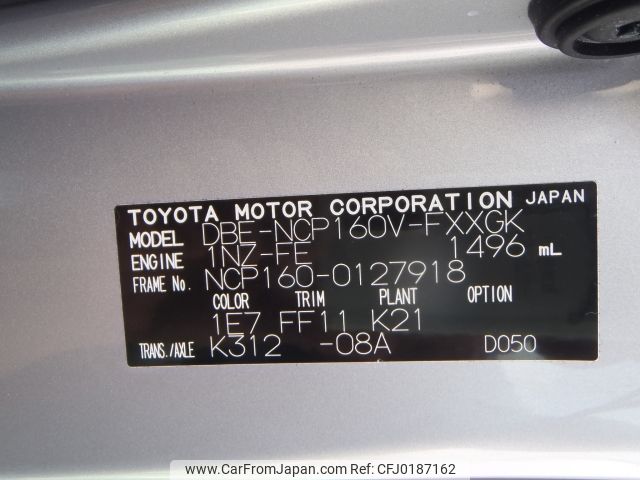 TOYOTA MOTOR CORPORATION JAPAN
MODEL DBE-NCP160V-FXXGK
ENGINE 1NZ-FE 1496 mL
FRAME No. NCP160-0127918
COLOR TRIM PLANT OPTION
1E7 FF11 K21
TRANS./AXLE K312 -08A D050
www.CarFromJapan.com | CFJ0187162